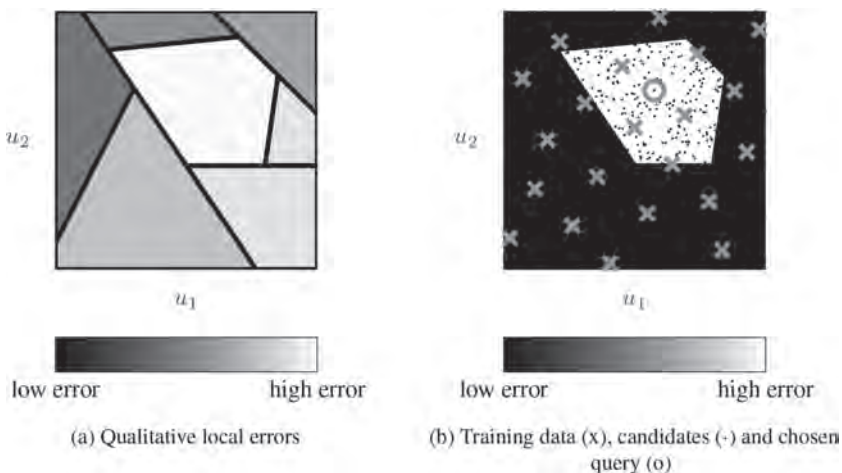 u₂
u₁
low error
high error
(a) Qualitative local errors
u₂
u₁
low error
high error
(b) Training data (x), candidates (·) and chosen
query (o)